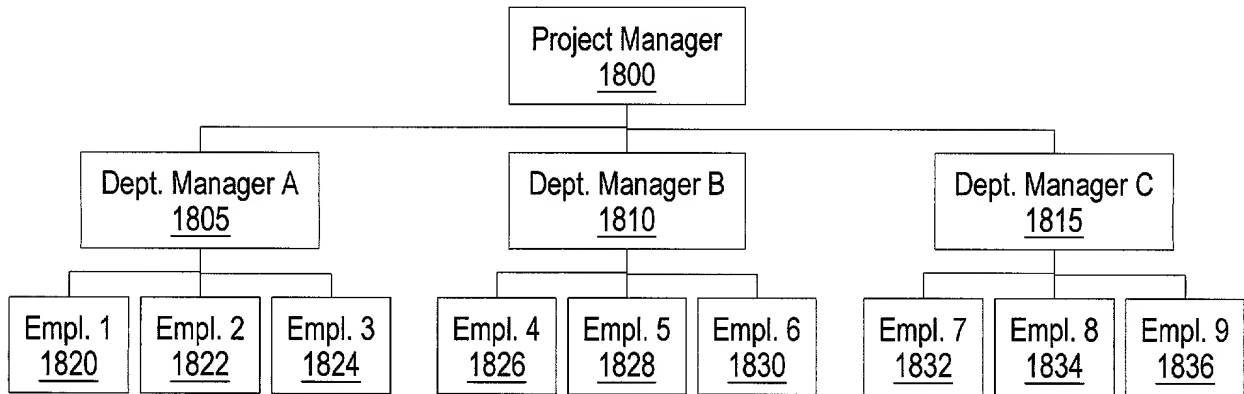 Project Manager
1800
Dept. Manager A
1805
Dept. Manager B
1810
Dept. Manager C
1815
Empl. 1
1820
Empl. 2
1822
Empl. 3
1824
Empl. 4
1826
Empl. 5
1828
Empl. 6
1830
Empl. 7
1832
Empl. 8
1834
Empl. 9
1836